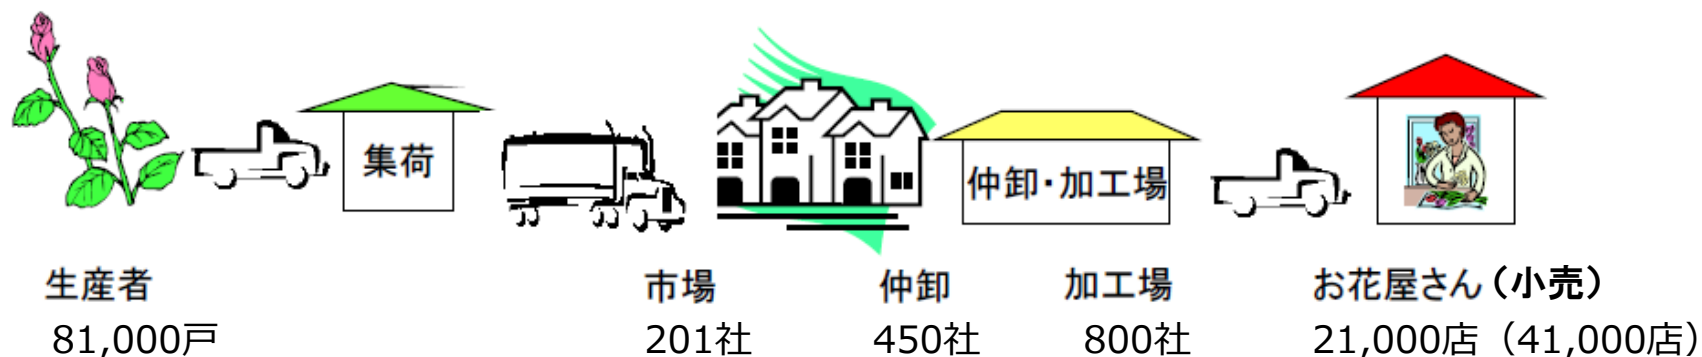 集荷
仲卸・加工場
生産者 市場 仲卸 加工場 お花屋さん（小売）
81,000戸 201社 450社 800社 21,000店（41,000店）